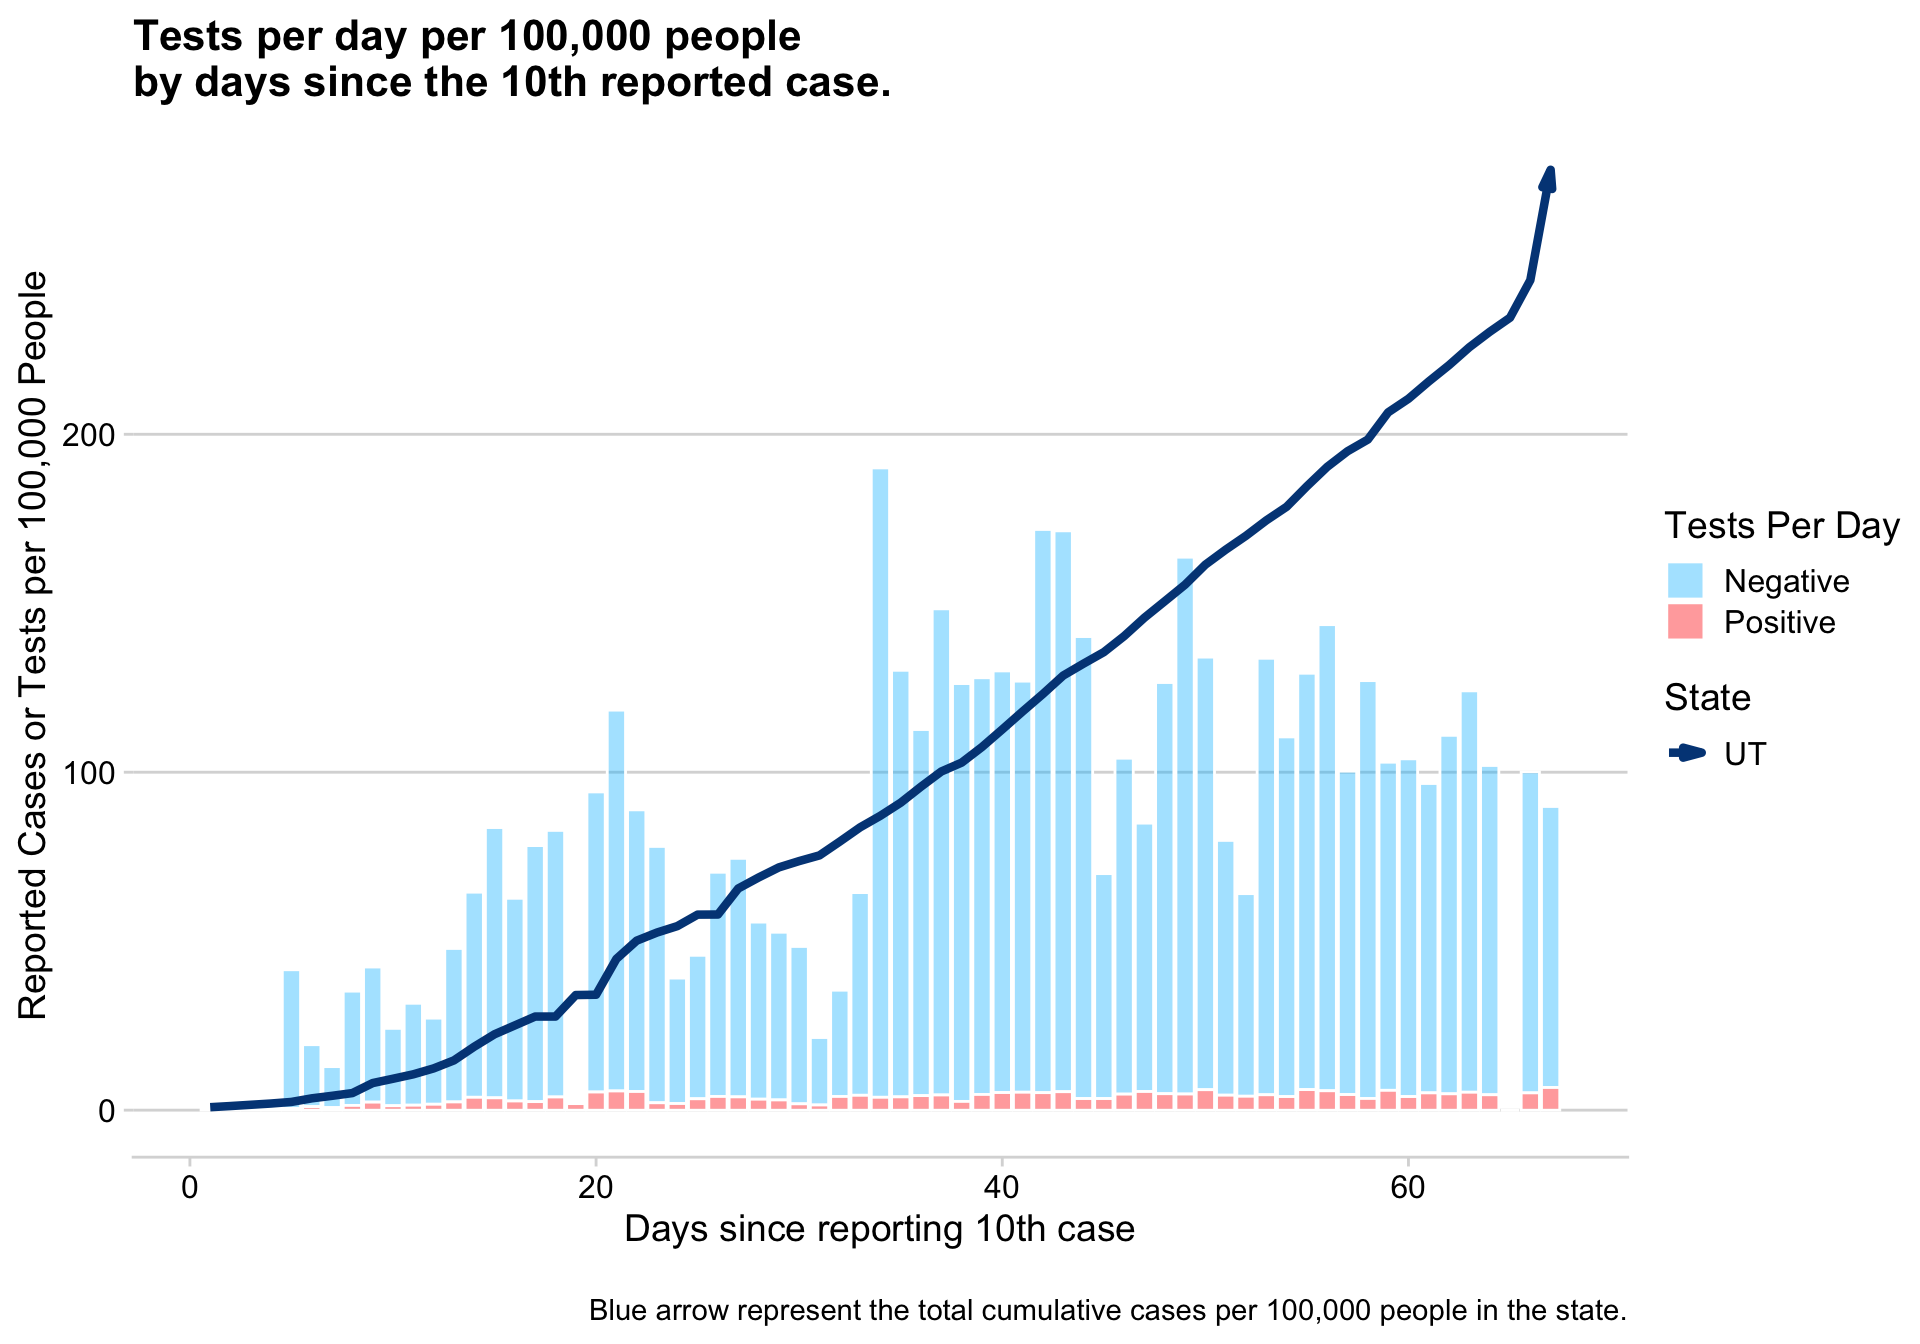 Tests per day per 100,000 people
by days since the 10th reported case.
Reported Cases or Tests per 100,000 People
200
100
0
0
20
40
60
Days since reporting 10th case
Tests Per Day
Negative
Positive
State
UT
Blue arrow represent the total cumulative cases per 100,000 people in the state.